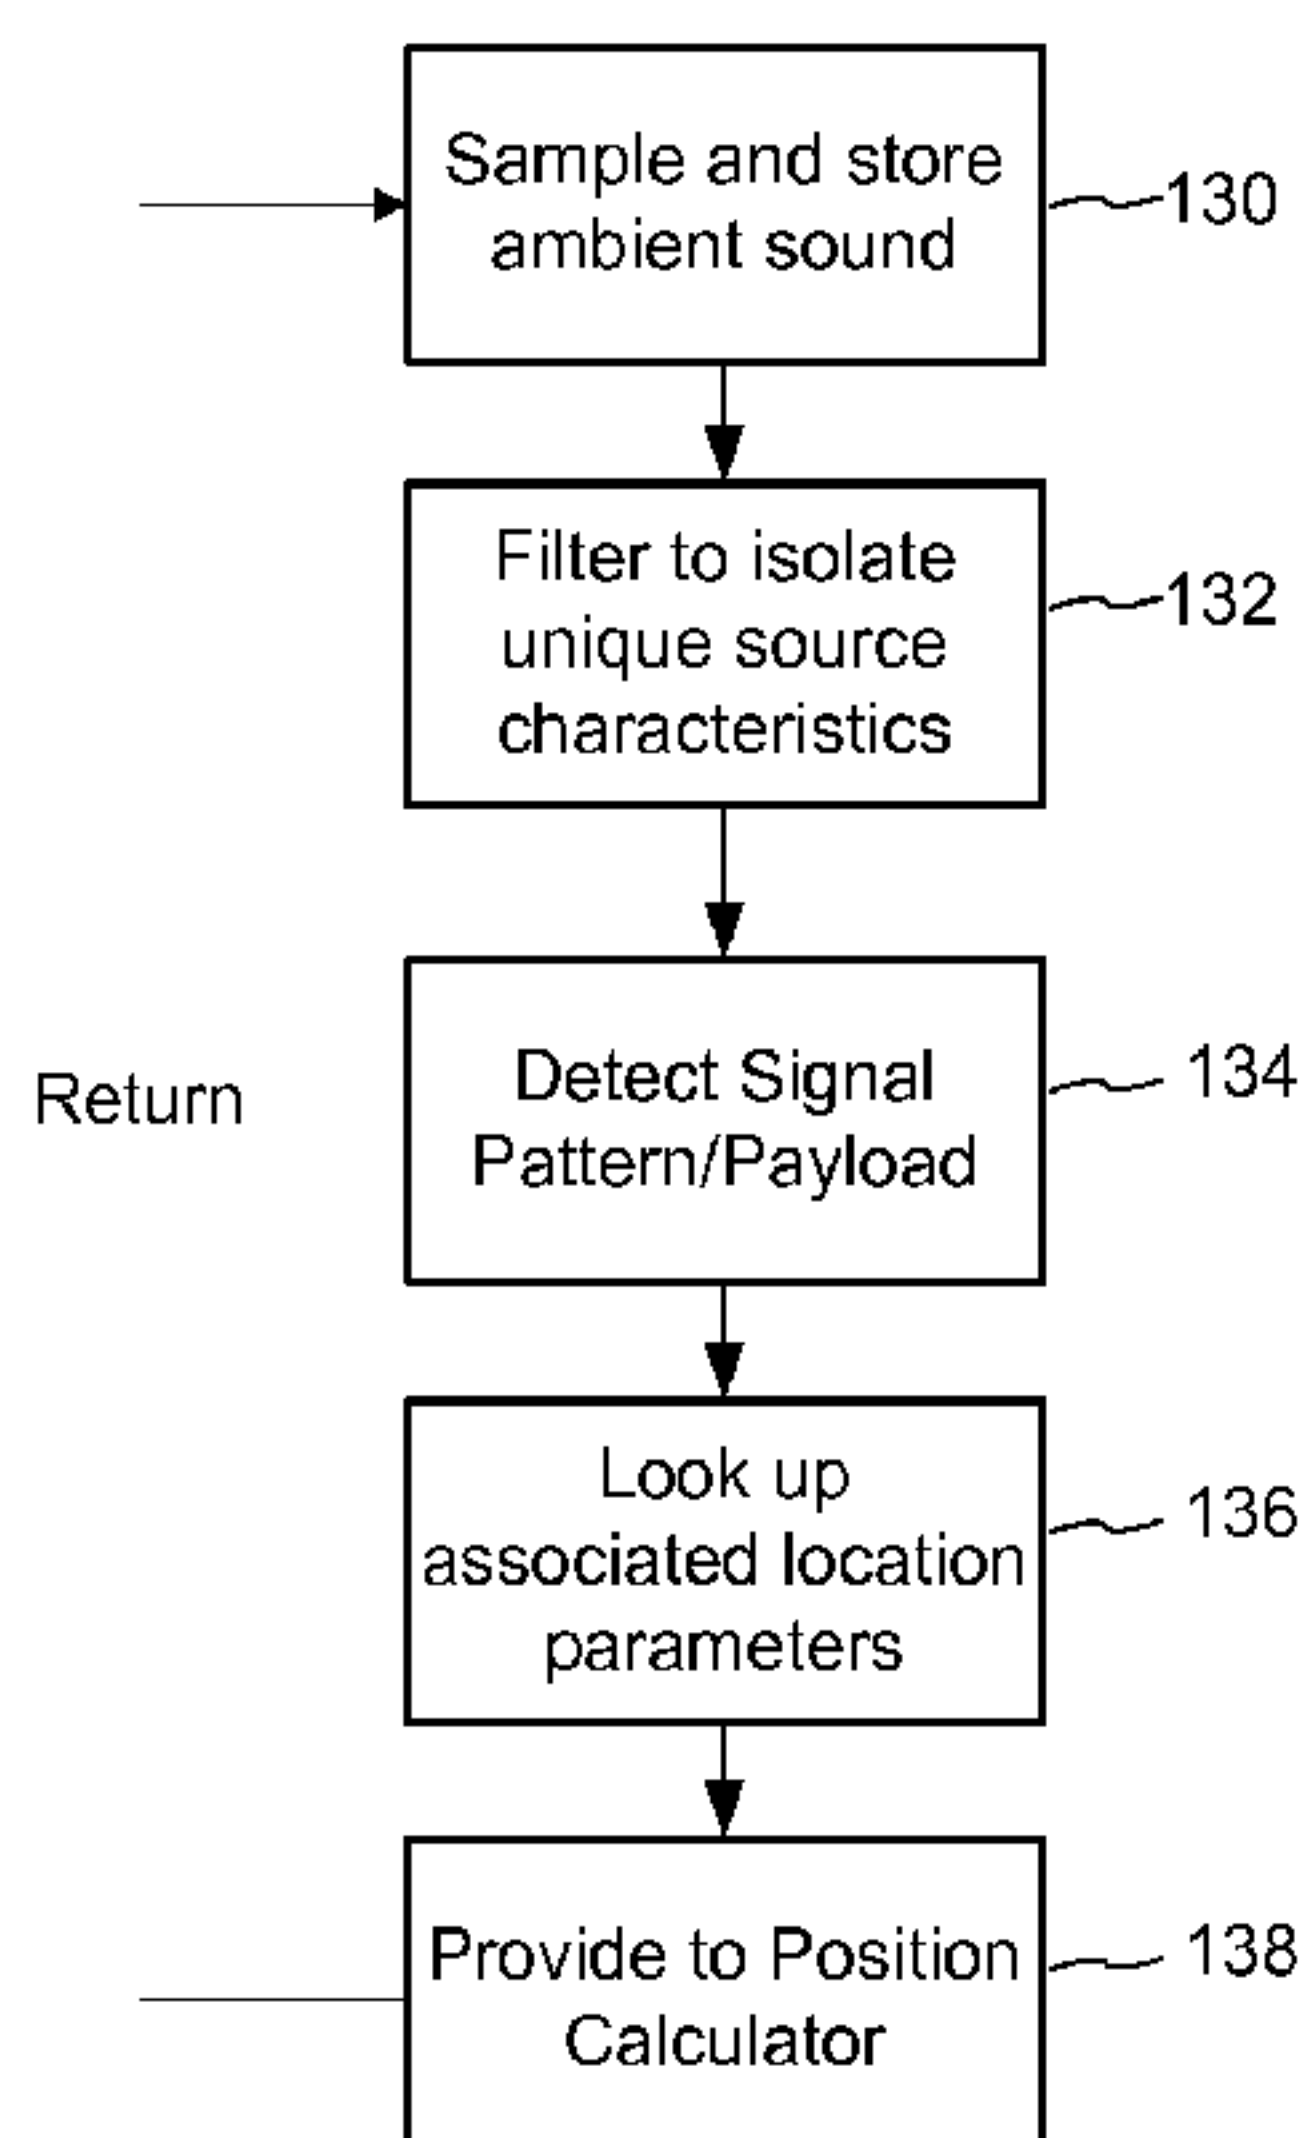 Sample and store
ambient sound
130
Filter to isolate
unique source
characteristics
132
Return
Detect Signal
Pattern/Payload
134
Look up
associated location
parameters
136
Provide to Position
Calculator
138